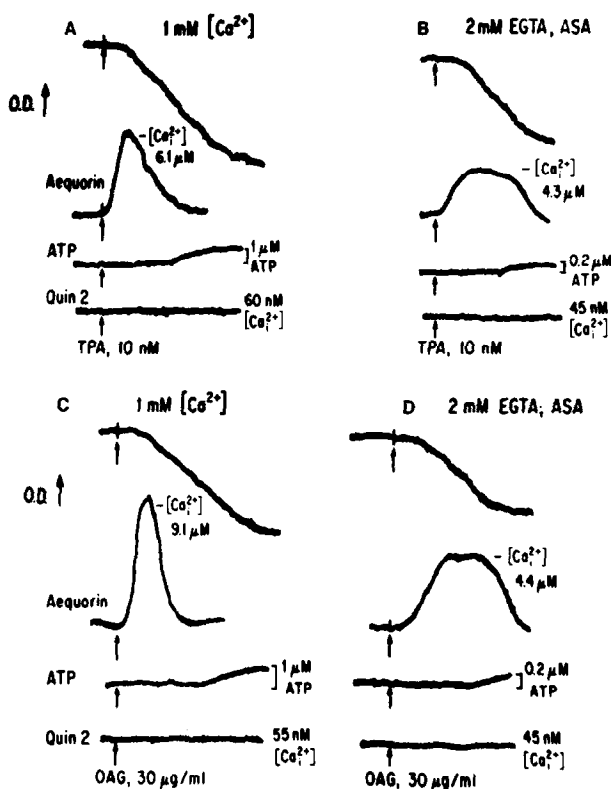 A
1 mM [Ca²⁺]
O.D.
-[Ca²⁺ᵢ]
6.1 µM
Aequorin
ATP
1 µM
ATP
Quin 2
60 nM
[Ca²⁺ᵢ]
TPA, 10 nM
B
2mM EGTA, ASA
-[Ca²⁺ᵢ]
4.3 µM
0.2 µM
ATP
45 nM
[Ca²⁺ᵢ]
TPA, 10 nM
C
1 mM [Ca²⁺]
O.D.
-[Ca²⁺ᵢ]
9.1 µM
Aequorin
ATP
1 µM
ATP
Quin 2
55 nM
[Ca²⁺ᵢ]
OAG, 30 µg/ml
D
2 mM EGTA; ASA
-[Ca²⁺ᵢ]
4.4 µM
0.2 µM
ATP
45 nM
[Ca²⁺ᵢ]
OAG, 30 µg/ml